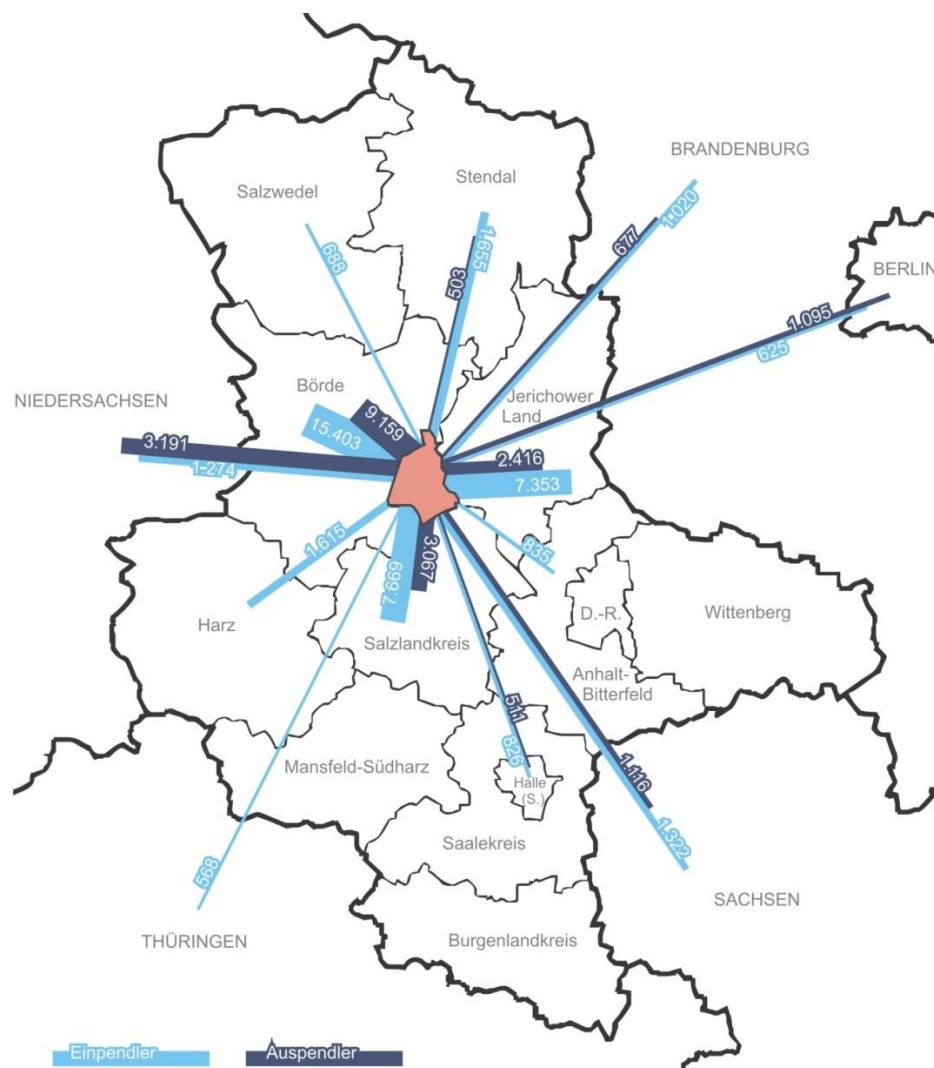 BRANDENBURG
Stendal
Salzwedel
1.020
1.655
677
688
BERLIN
503
1.095
625
Börde
Jerichower
Land
NIEDERSACHSEN
9.159
15.403
3.191
2.416
1.274
7.353
1.615
835
3.067
7.699
D.-R.
Wittenberg
Harz
Salzlandkreis
Anhalt-
Bitterfeld
511
826
Mansfeld-Südharz
Halle
(S.)
1.116
1.322
Saalekreis
568
SACHSEN
THÜRINGEN
Burgenlandkreis
Einpendler
Auspendler